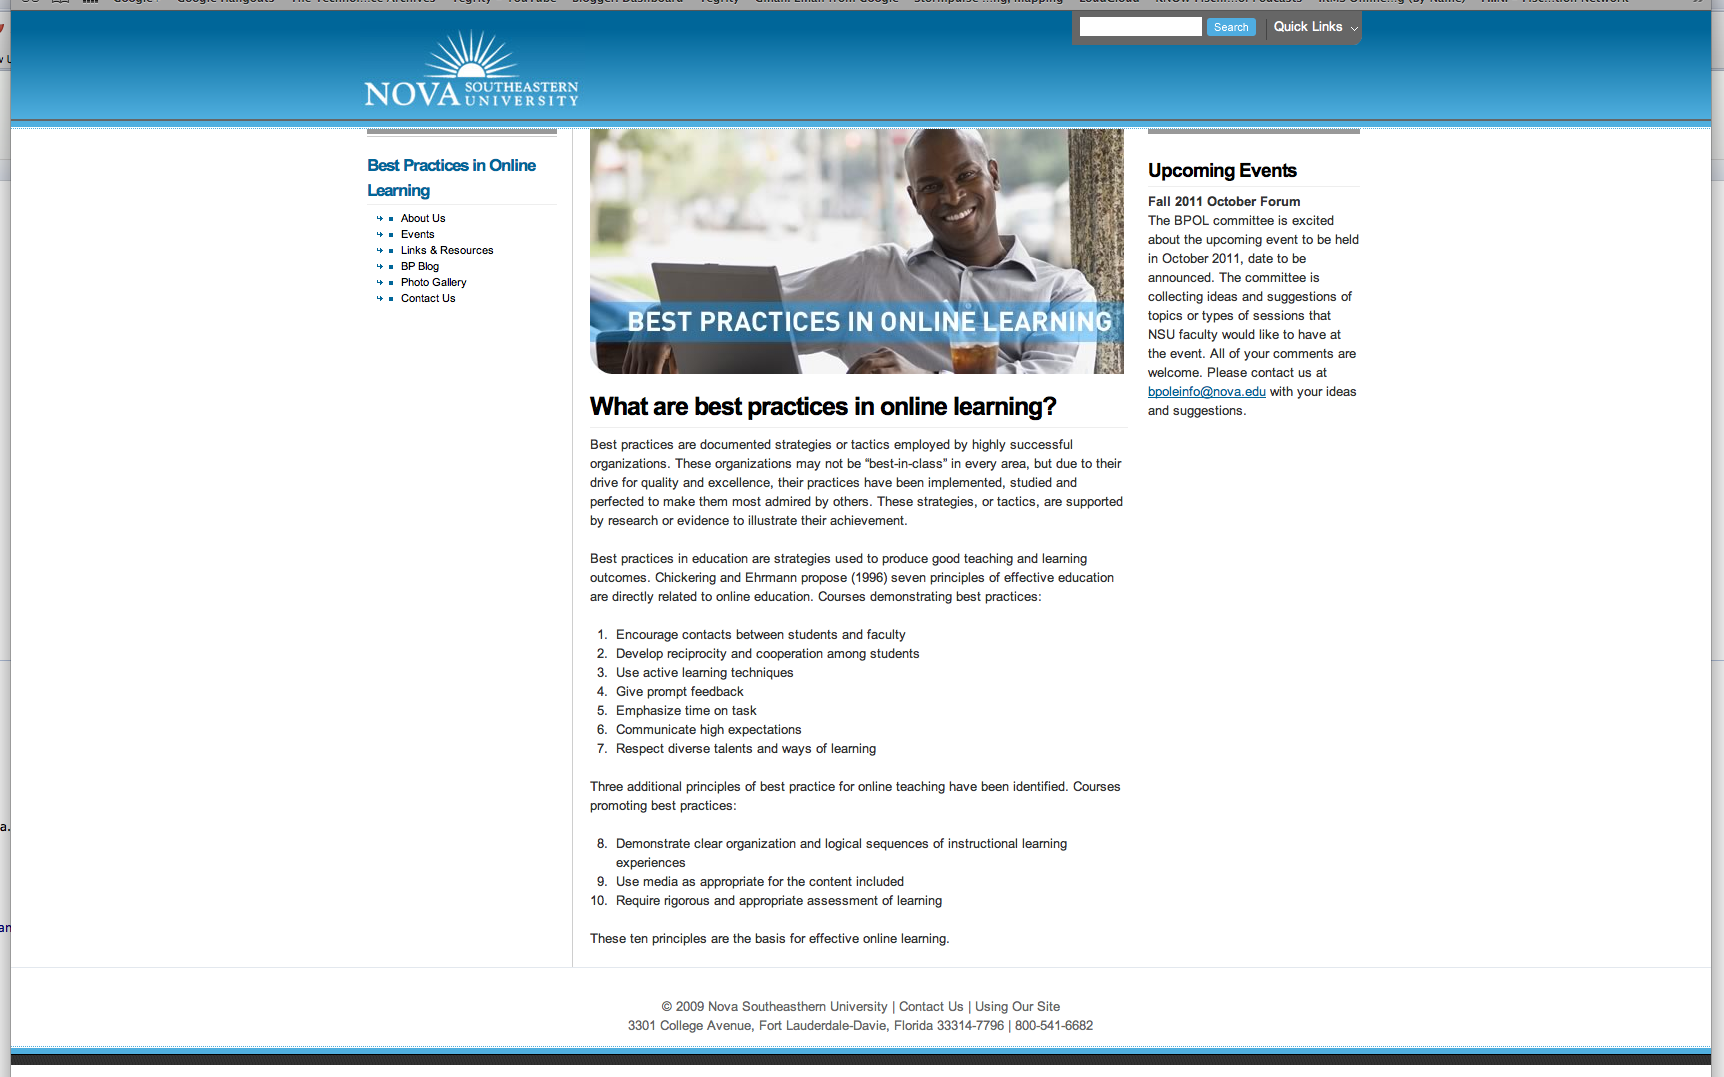 Search
Quick Links
NOVA SOUTHEASTERN
UNIVERSITY
Best Practices in Online
Learning
About Us
Events
Links & Resources
BP Blog
Photo Gallery
Contact Us
BEST PRACTICES IN ONLINE LEARNING
What are best practices in online learning?
Best practices are documented strategies or tactics employed by highly successful
organizations. These organizations may not be “best-in-class” in every area, but due to their
drive for quality and excellence, their practices have been implemented, studied and
perfected to make them most admired by others. These strategies, or tactics, are supported
by research or evidence to illustrate their achievement.
Best practices in education are strategies used to produce good teaching and learning
outcomes. Chickering and Ehrmann propose (1996) seven principles of effective education
are directly related to online education. Courses demonstrating best practices:
1. Encourage contacts between students and faculty
2. Develop reciprocity and cooperation among students
3. Use active learning techniques
4. Give prompt feedback
5. Emphasize time on task
6. Communicate high expectations
7. Respect diverse talents and ways of learning
Three additional principles of best practice for online teaching have been identified. Courses
promoting best practices:
8. Demonstrate clear organization and logical sequences of instructional learning
experiences
9. Use media as appropriate for the content included
10. Require rigorous and appropriate assessment of learning
These ten principles are the basis for effective online learning.
Upcoming Events
Fall 2011 October Forum
The BPOL committee is excited
about the upcoming event to be held
in October 2011, date to be
announced. The committee is
collecting ideas and suggestions of
topics or types of sessions that
NSU faculty would like to have at
the event. All of your comments are
welcome. Please contact us at
bpoleinfo@nova.edu with your ideas
and suggestions.
© 2009 Nova Southeasthern University | Contact Us | Using Our Site
3301 College Avenue, Fort Lauderdale-Davie, Florida 33314-7796 | 800-541-6682